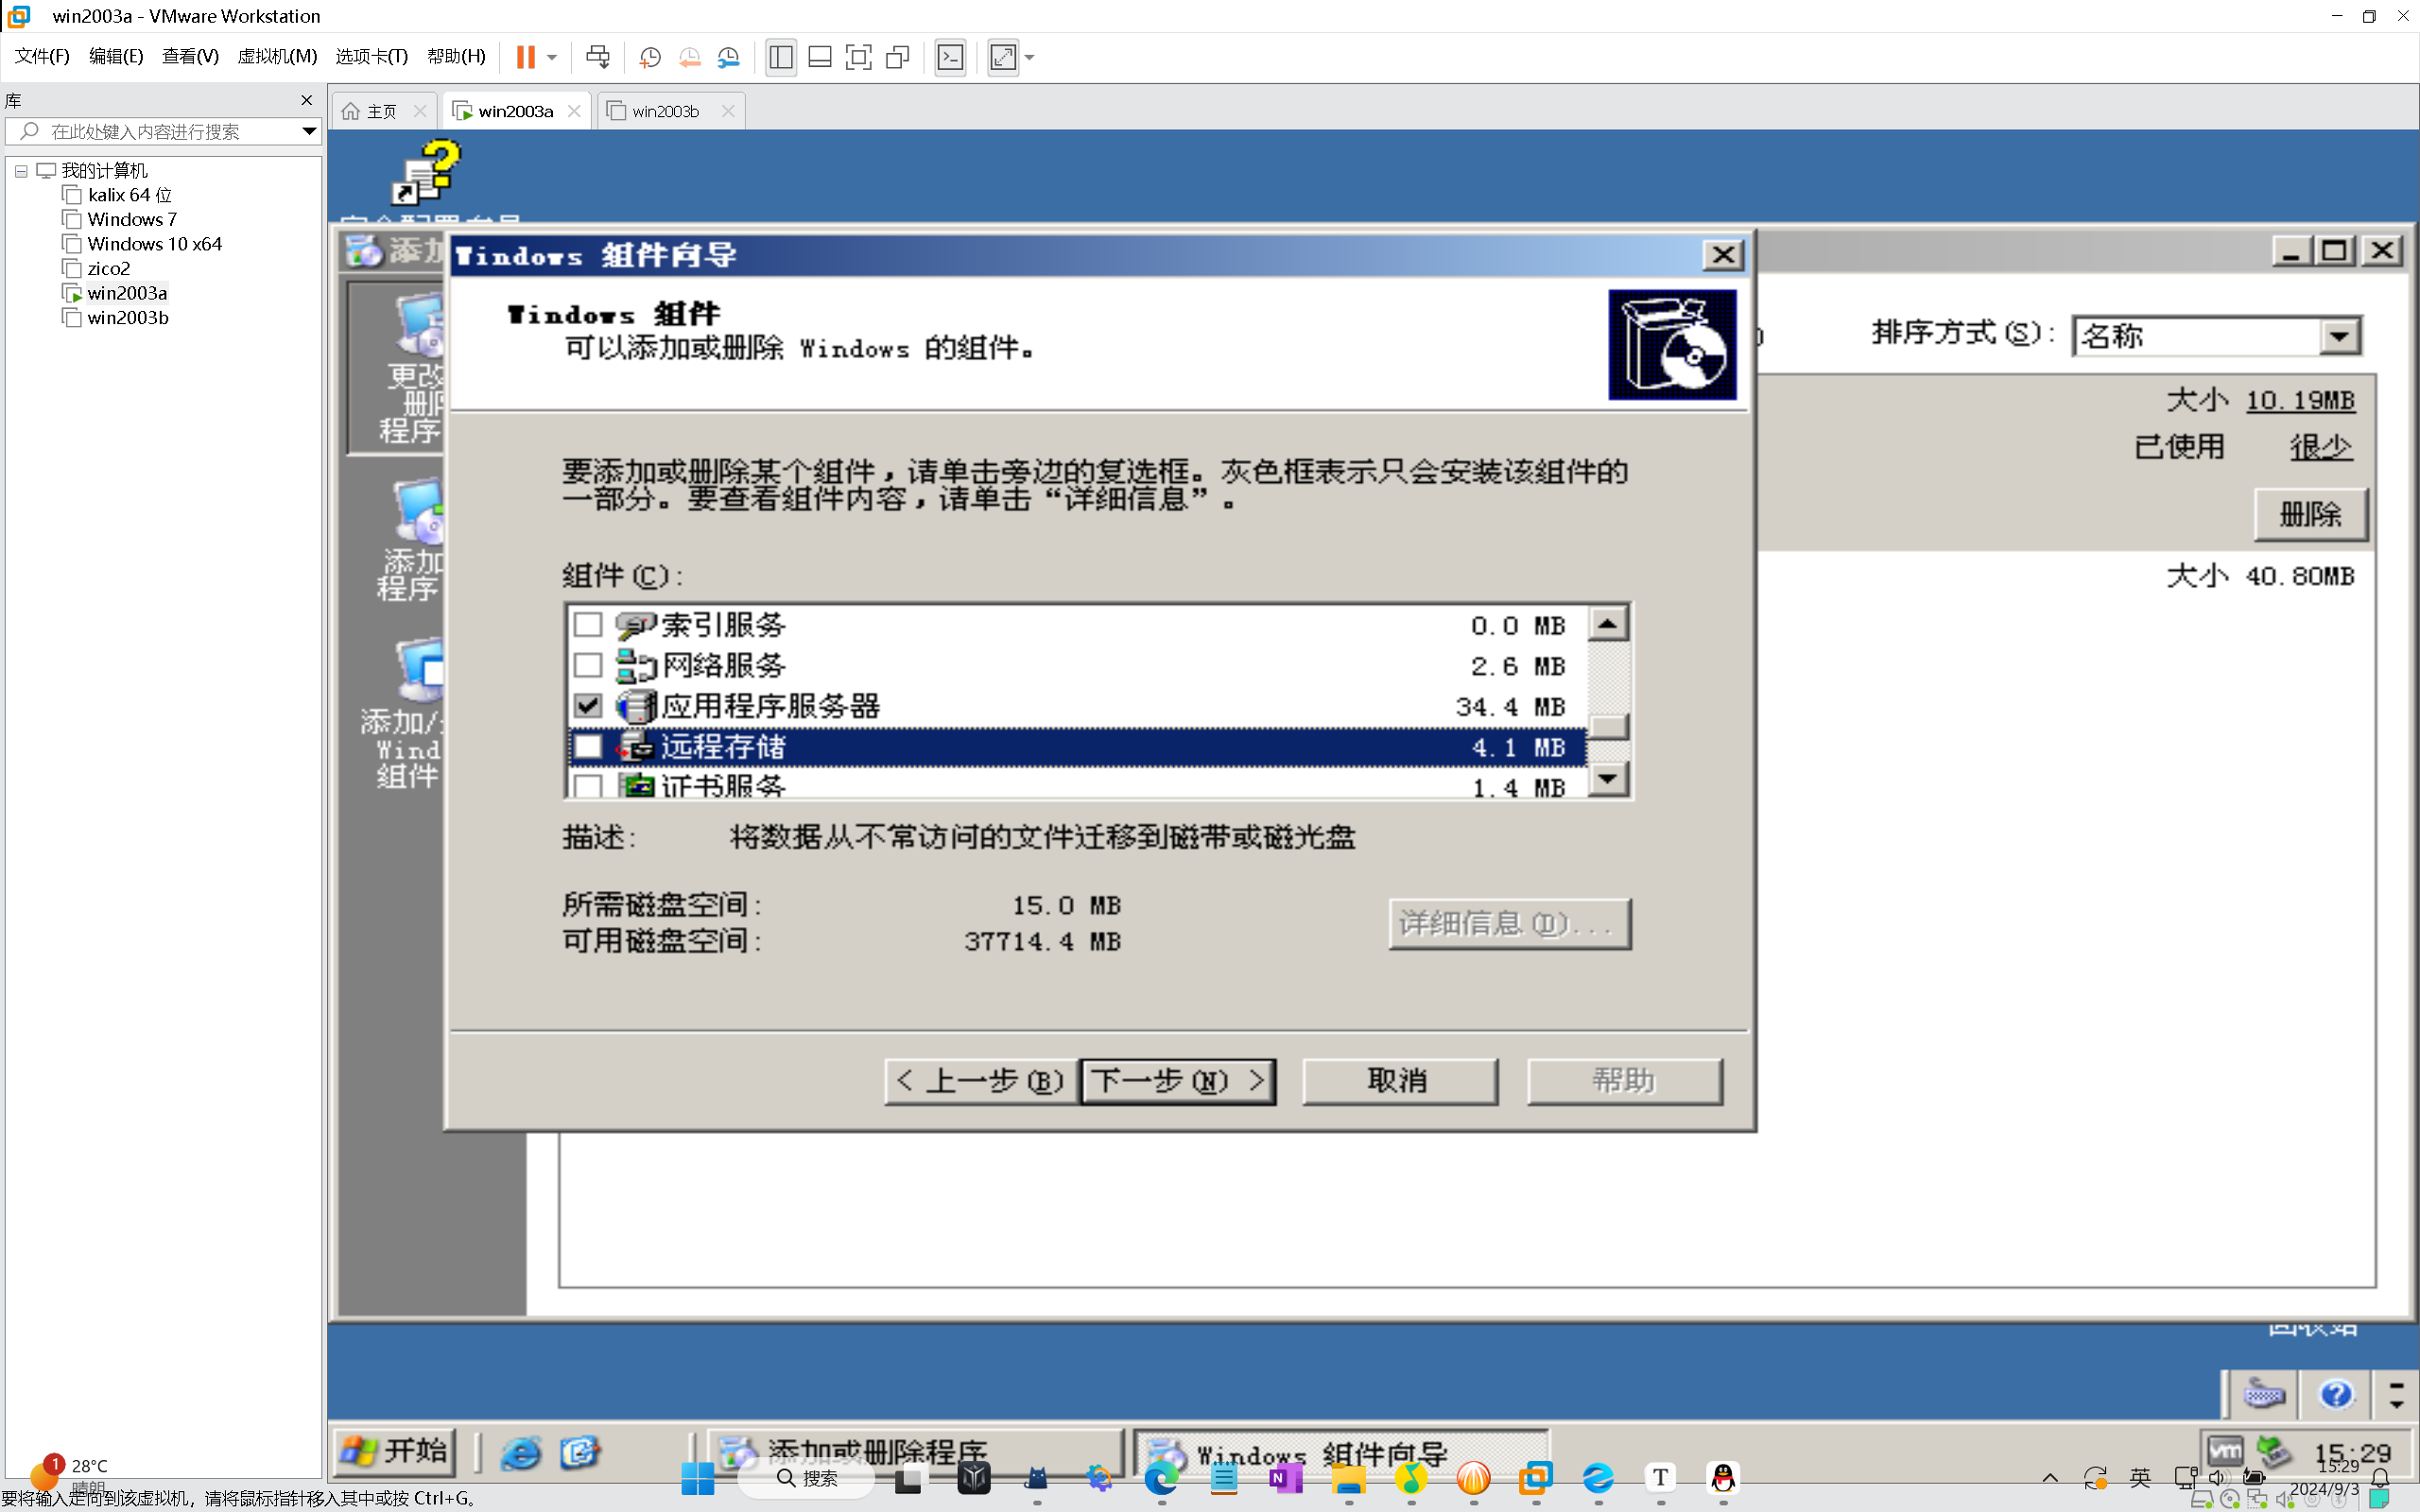 win2003a - VMware Workstation
文件(F) 编辑(E) 查看(V) 虚拟机(M) 选项卡(T) 帮助(H)
库
在此处键入内容进行搜索
我的计算机
kalix 64 位
Windows 7
Windows 10 x64
zico2
win2003a
win2003b
主页 win2003a win2003b
添加
Windows 组件向导
Windows 组件
可以添加或删除 Windows 的组件。
排序方式(S): 名称
更改
程序
大小 10.19MB
已使用 很少
删除
大小 40.80MB
添加
程序
添加/
Wind
组件
要添加或删除某个组件，请单击旁边的复选框。灰色框表示只会安装该组件的
一部分。要查看组件内容，请单击“详细信息”。
组件(C):
索引服务 0.0 MB
网络服务 2.6 MB
应用程序服务器 34.4 MB
远程存储 4.1 MB
证书服务 1.4 MB
描述: 将数据从不常访问的文件迁移到磁带或磁光盘
所需磁盘空间: 15.0 MB
可用磁盘空间: 37714.4 MB
详细信息(D)...
< 上一步(B) 下一步(N) > 取消 帮助
开始 添加或删除程序 Windows 组件向导 15:29
1 28°C
晴朗
搜索
英
15:29
2024/9/3
要将输入定向到该虚拟机，请将鼠标指针移入其中或按 Ctrl+G。